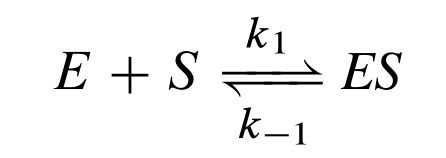 k₁
E + S ⇌ ES
k₋₁